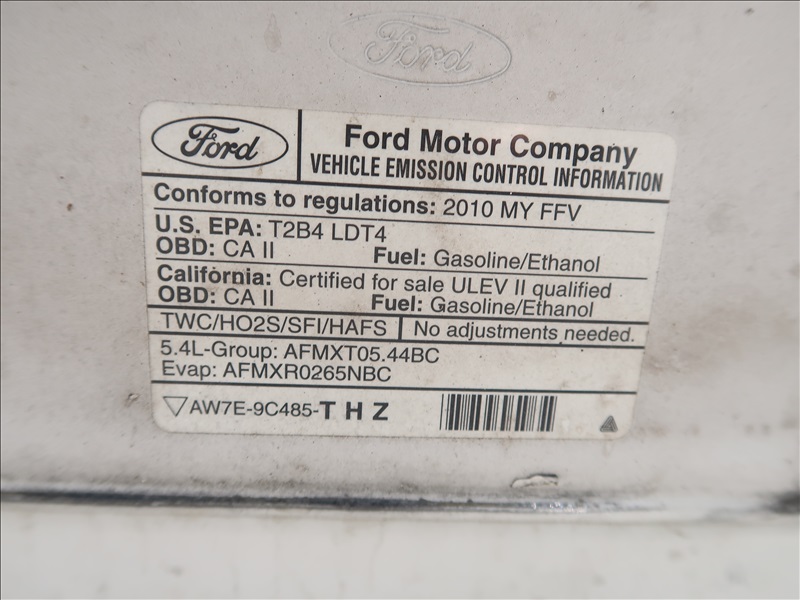 Ford
Ford
Ford Motor Company
VEHICLE EMISSION CONTROL INFORMATION
Conforms to regulations: 2010 MY FFV
U.S. EPA: T2B4 LDT4
OBD: CA II Fuel: Gasoline/Ethanol
California: Certified for sale ULEV II qualified
OBD: CA II Fuel: Gasoline/Ethanol
TWC/HO2S/SFI/HAFS No adjustments needed.
5.4L-Group: AFMXT05.44BC
Evap: AFMXR0265NBC
▽AW7E-9C485-T H Z